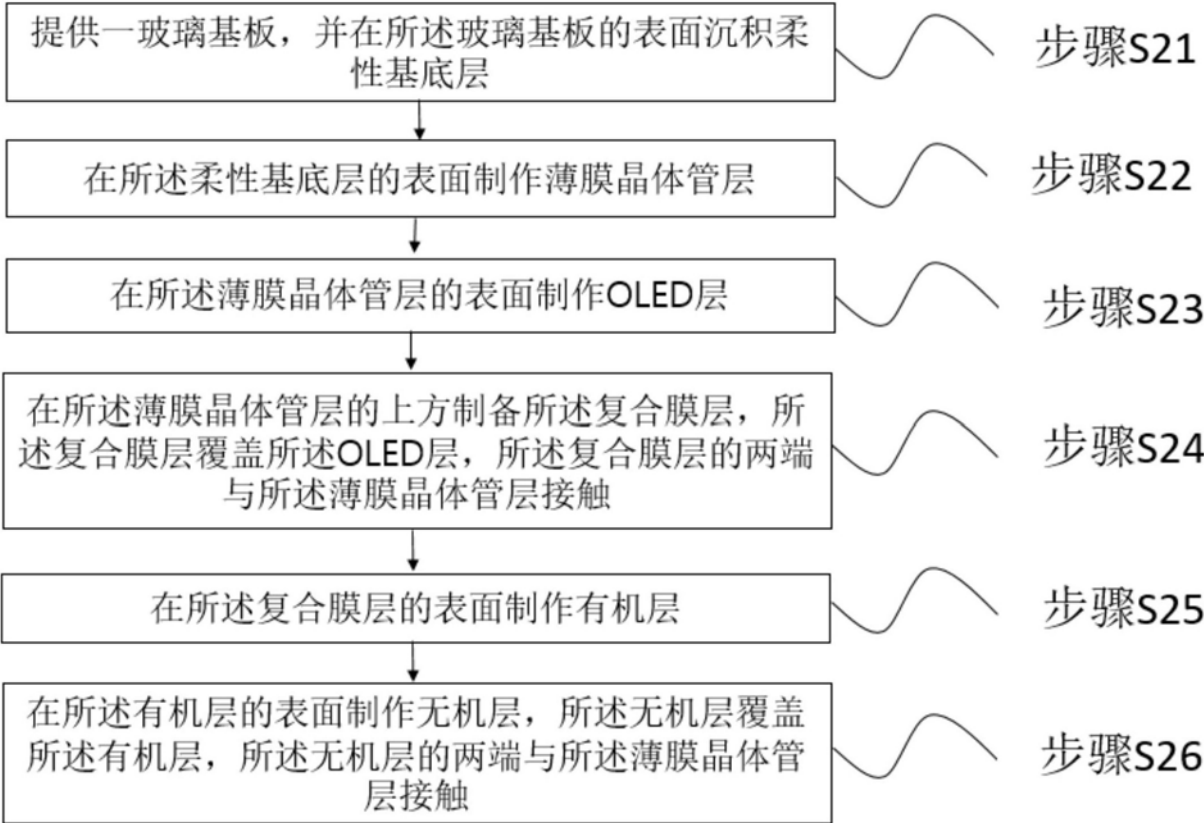 提供一玻璃基板，并在所述玻璃基板的表面沉积柔
性基底层
步骤S21
在所述柔性基底层的表面制作薄膜晶体管层
步骤S22
在所述薄膜晶体管层的表面制作OLED层
步骤S23
在所述薄膜晶体管层的上方制备所述复合膜层，所
述复合膜层覆盖所述OLED层，所述复合膜层的两端
与所述薄膜晶体管层接触
步骤S24
在所述复合膜层的表面制作有机层
步骤S25
在所述有机层的表面制作无机层，所述无机层覆盖
所述有机层，所述无机层的两端与所述薄膜晶体管
层接触
步骤S26